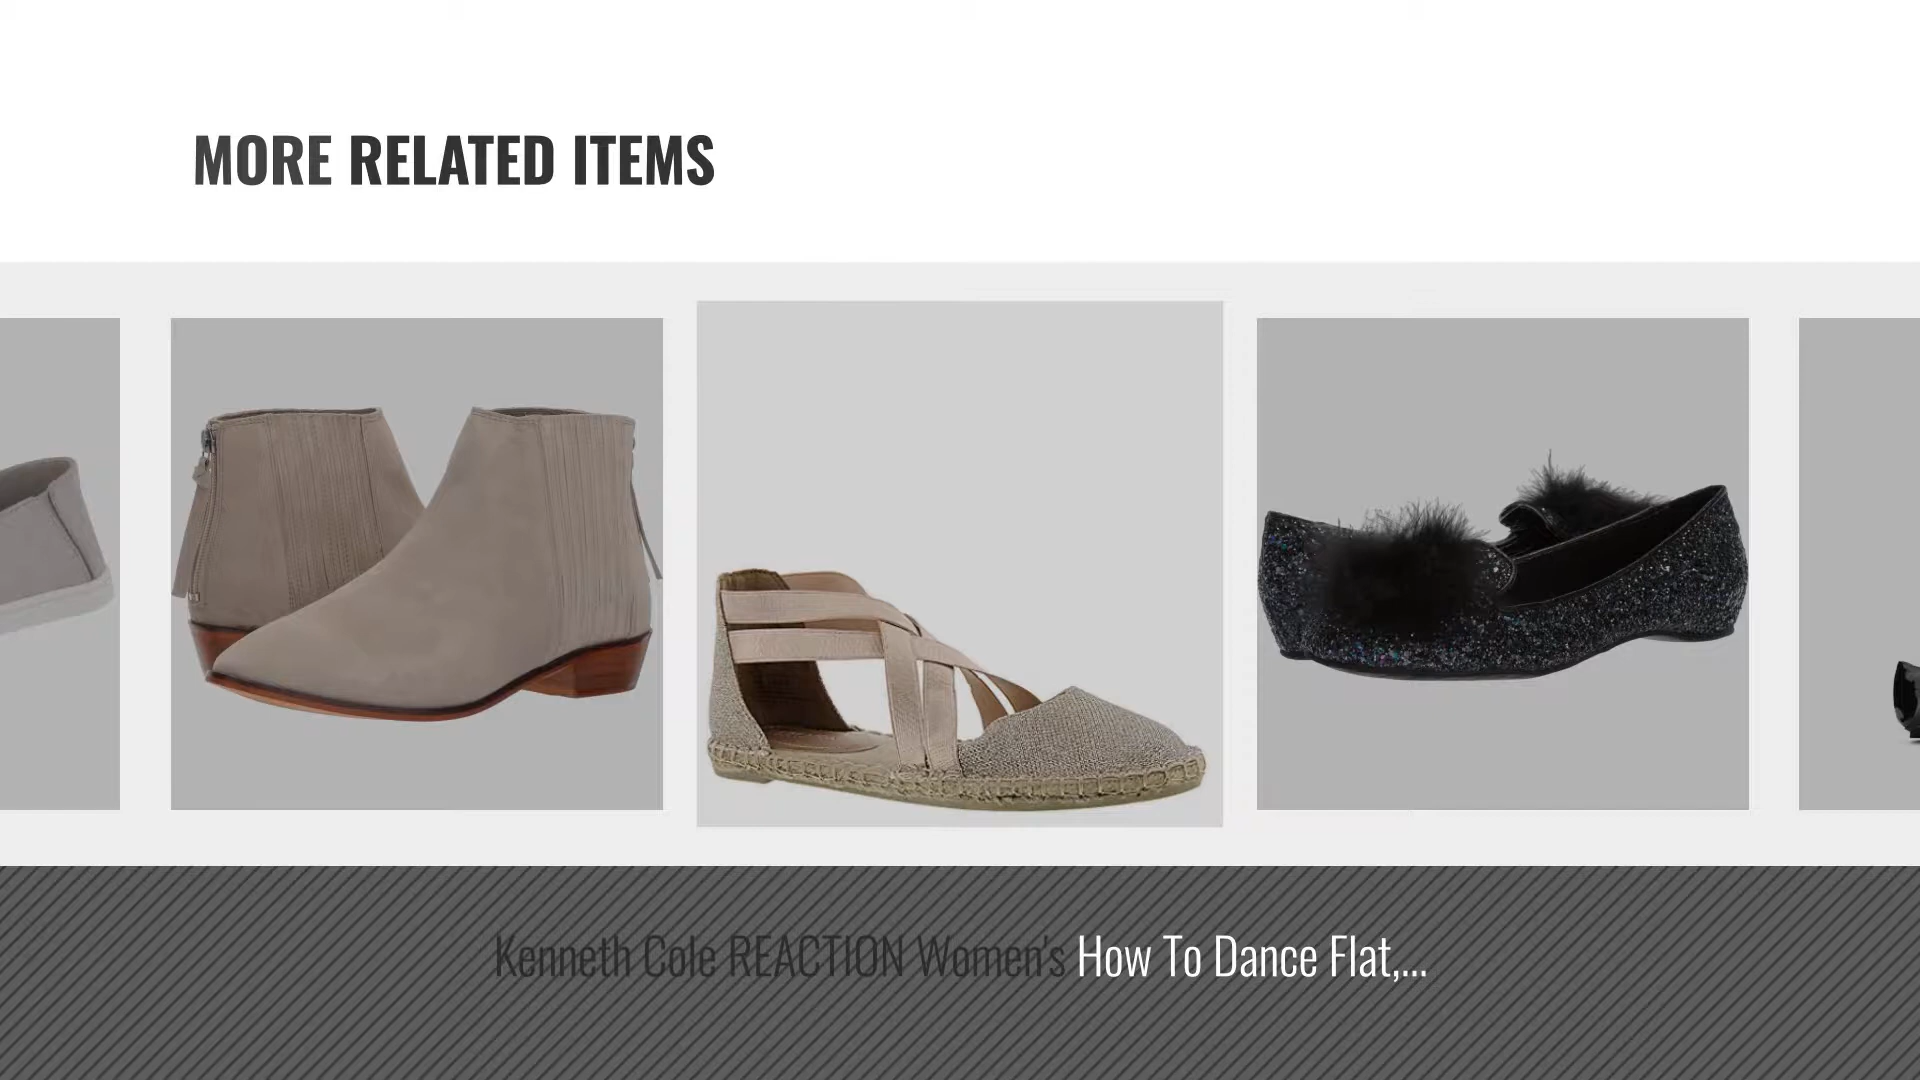 MORE RELATED ITEMS
Kenneth Cole REACTION Women's How To Dance Flat,...